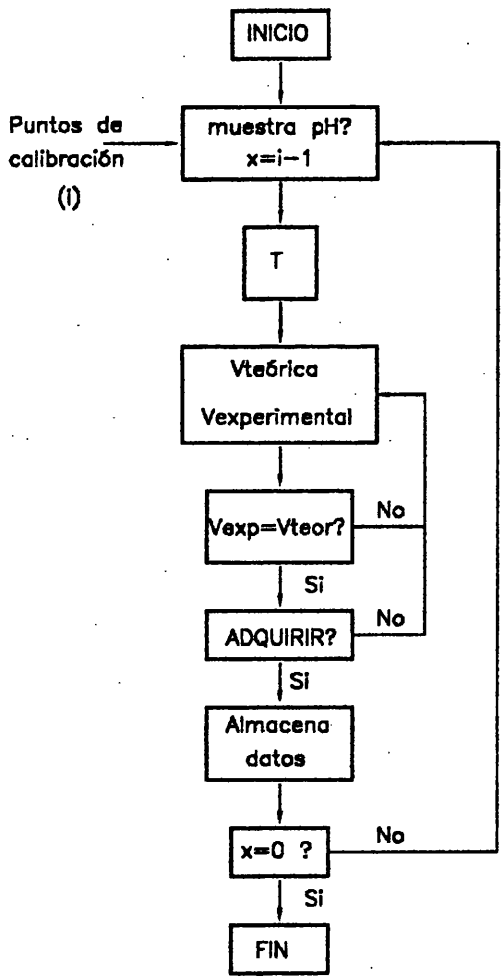 INICIO
Puntos de
calibración
(i)
muestra pH?
x=i-1
T
Vteórica
Vexperimental
Vexp=Vteor?
No
Si
ADQUIRIR?
No
Si
Almacena
datos
x=0 ?
No
Si
FIN